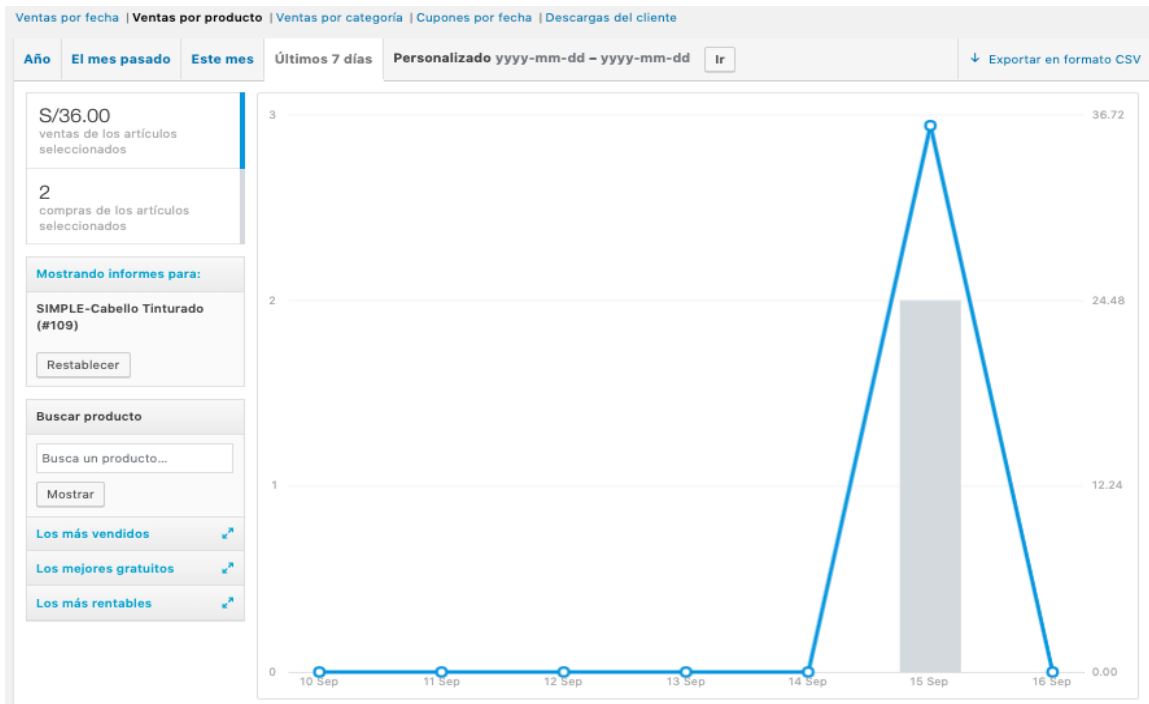 Ventas por fecha | Ventas por producto | Ventas por categoría | Cupones por fecha | Descargas del cliente
Año El mes pasado Este mes Últimos 7 días Personalizado yyyy-mm-dd – yyyy-mm-dd Ir Exportar en formato CSV
S/36.00
ventas de los artículos
seleccionados
2
compras de los artículos
seleccionados
Mostrando informes para:
SIMPLE-Cabello Tinturado
(#109)
Restablecer
Buscar producto
Busca un producto...
Mostrar
Los más vendidos
Los mejores gratuitos
Los más rentables
3 36.72
2 24.48
1 12.24
0 0.00
10 Sep 11 Sep 12 Sep 13 Sep 14 Sep 15 Sep 16 Sep